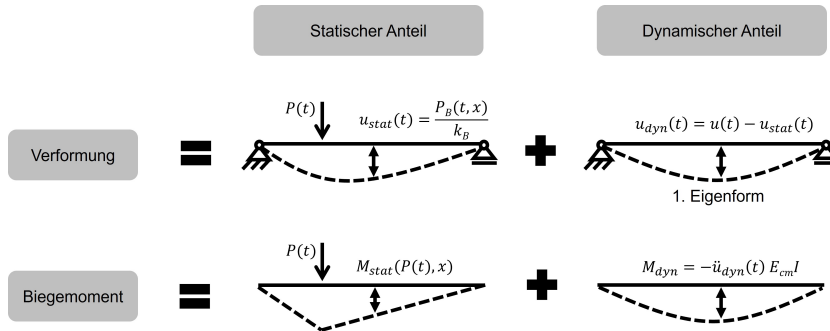 Statischer Anteil
Dynamischer Anteil
Verformung
=
P(t)
u_stat(t) = P_B(t, x) / k_B
+
u_dyn(t) = u(t) − u_stat(t)
1. Eigenform
Biegemoment
=
P(t)
M_stat(P(t), x)
+
M_dyn = −ü_dyn(t) E_cm I